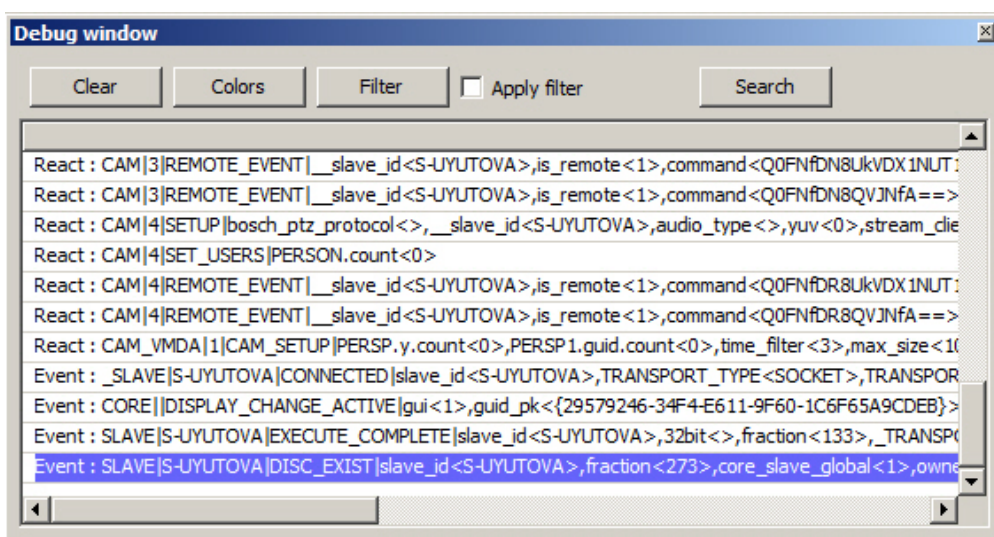 Debug window
Clear Colors Filter Apply filter Search
React : CAM|3|REMOTE_EVENT|__slave_id<S-UYUTOVA>,is_remote<1>,command<Q0FNfDN8UkVDX1NUT1
React : CAM|3|REMOTE_EVENT|__slave_id<S-UYUTOVA>,is_remote<1>,command<Q0FNfDN8QVJNfA==>
React : CAM|4|SETUP|bosch_ptz_protocol<>,__slave_id<S-UYUTOVA>,audio_type<>,yuv<0>,stream_clie
React : CAM|4|SET_USERS|PERSON.count<0>
React : CAM|4|REMOTE_EVENT|__slave_id<S-UYUTOVA>,is_remote<1>,command<Q0FNfDR8UkVDX1NUT1
React : CAM|4|REMOTE_EVENT|__slave_id<S-UYUTOVA>,is_remote<1>,command<Q0FNfDR8QVJNfA==>
React : CAM_VMDA|1|CAM_SETUP|PERSP.y.count<0>,PERSP1.guid.count<0>,time_filter<3>,max_size<10
Event : _SLAVE|S-UYUTOVA|CONNECTED|slave_id<S-UYUTOVA>,TRANSPORT_TYPE<SOCKET>,TRANSPOR
Event : CORE||DISPLAY_CHANGE_ACTIVE|gui<1>,guid_pk<{29579246-34F4-E611-9F60-1C6F65A9CDEB}>
Event : SLAVE|S-UYUTOVA|EXECUTE_COMPLETE|slave_id<S-UYUTOVA>,32bit<>,fraction<133>,_TRANSP
Event : SLAVE|S-UYUTOVA|DISC_EXIST|slave_id<S-UYUTOVA>,fraction<273>,core_slave_global<1>,owne